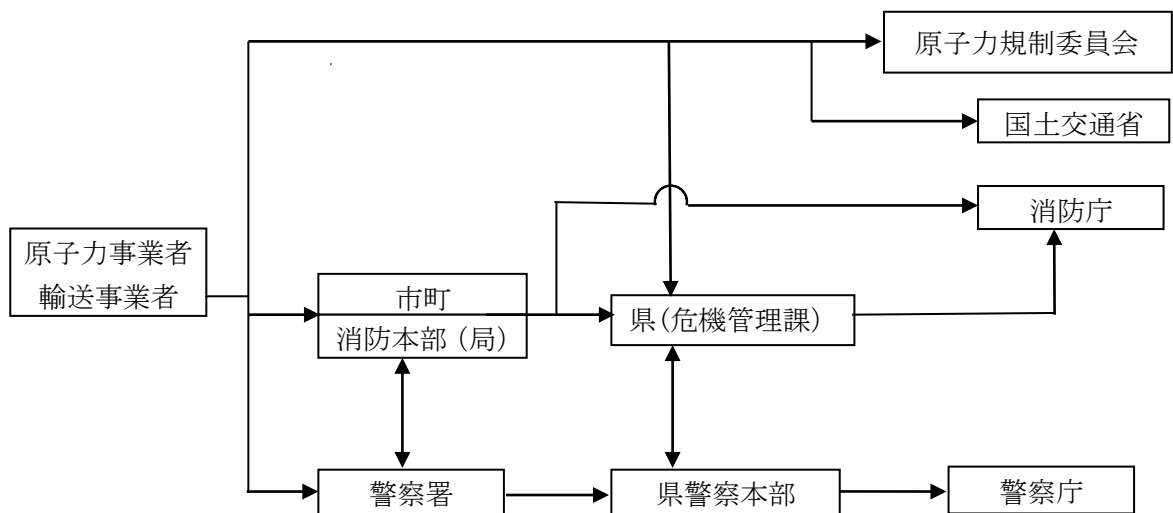 原子力規制委員会
国土交通省
消防庁
原子力事業者
輸送事業者
市町
消防本部（局）
県（危機管理課）
警察署
県警察本部
警察庁